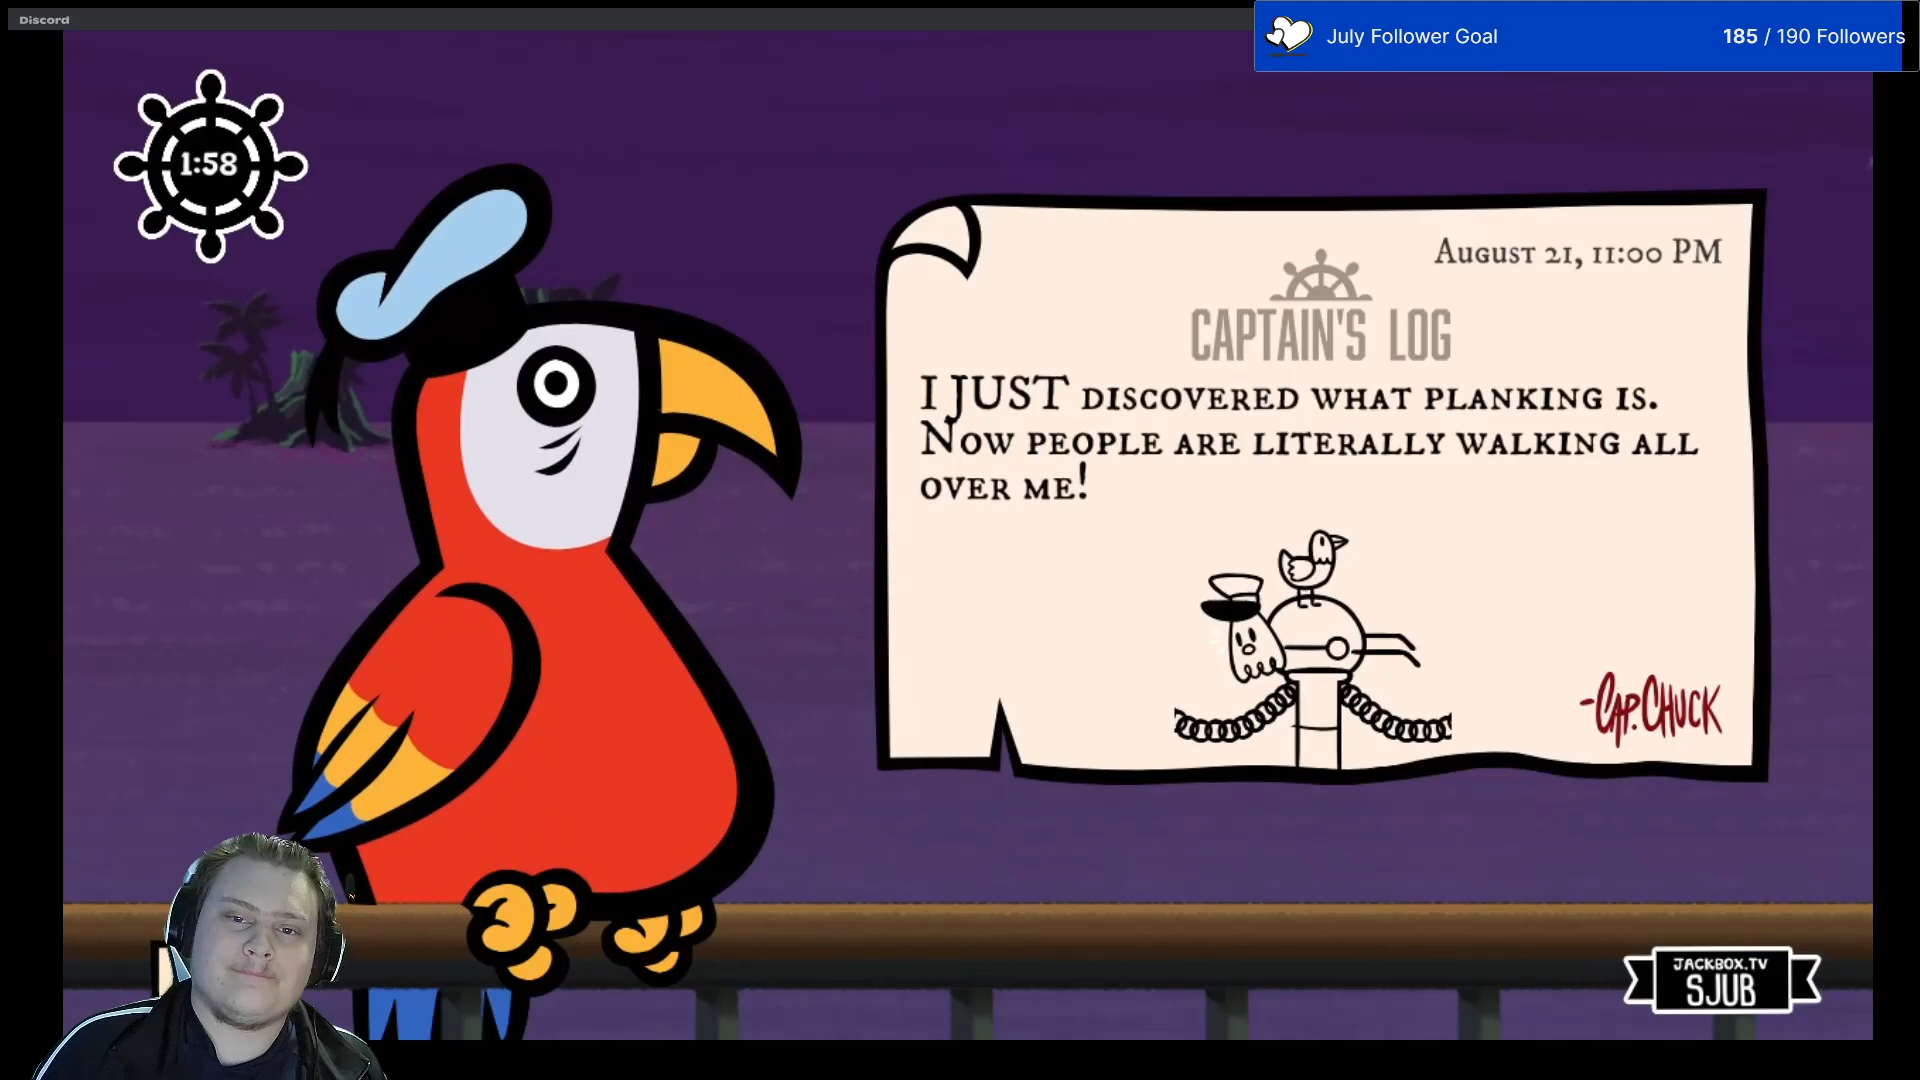 Discord
July Follower Goal
185 / 190 Followers
1:58
August 21, 11:00 PM
CAPTAIN'S LOG
I JUST discovered what planking is.
Now people are literally walking all
over me!
-CAP. CHUCK
JACKBOX.TV
SJUB